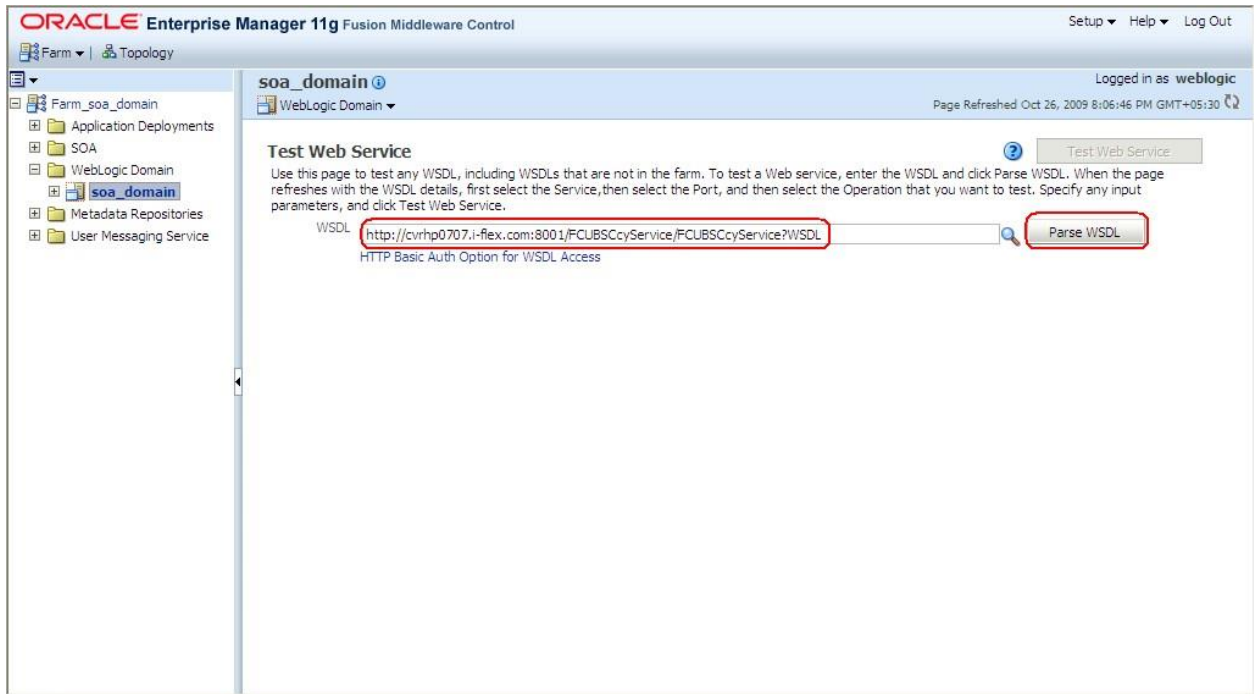 ORACLE Enterprise Manager 11g Fusion Middleware Control
Setup Help Log Out
Farm | Topology
soa_domain
Logged in as weblogic
WebLogic Domain
Page Refreshed Oct 26, 2009 8:06:46 PM GMT+05:30
Farm_soa_domain
Application Deployments
SOA
WebLogic Domain
soa_domain
Metadata Repositories
User Messaging Service
Test Web Service
Test Web Service
Use this page to test any WSDL, including WSDLs that are not in the farm. To test a Web service, enter the WSDL and click Parse WSDL. When the page
refreshes with the WSDL details, first select the Service,then select the Port, and then select the Operation that you want to test. Specify any input
parameters, and click Test Web Service.
WSDL http://cvrhp0707.i-flex.com:8001/FCUBSCcyService/FCUBSCcyService?WSDL
Parse WSDL
HTTP Basic Auth Option for WSDL Access